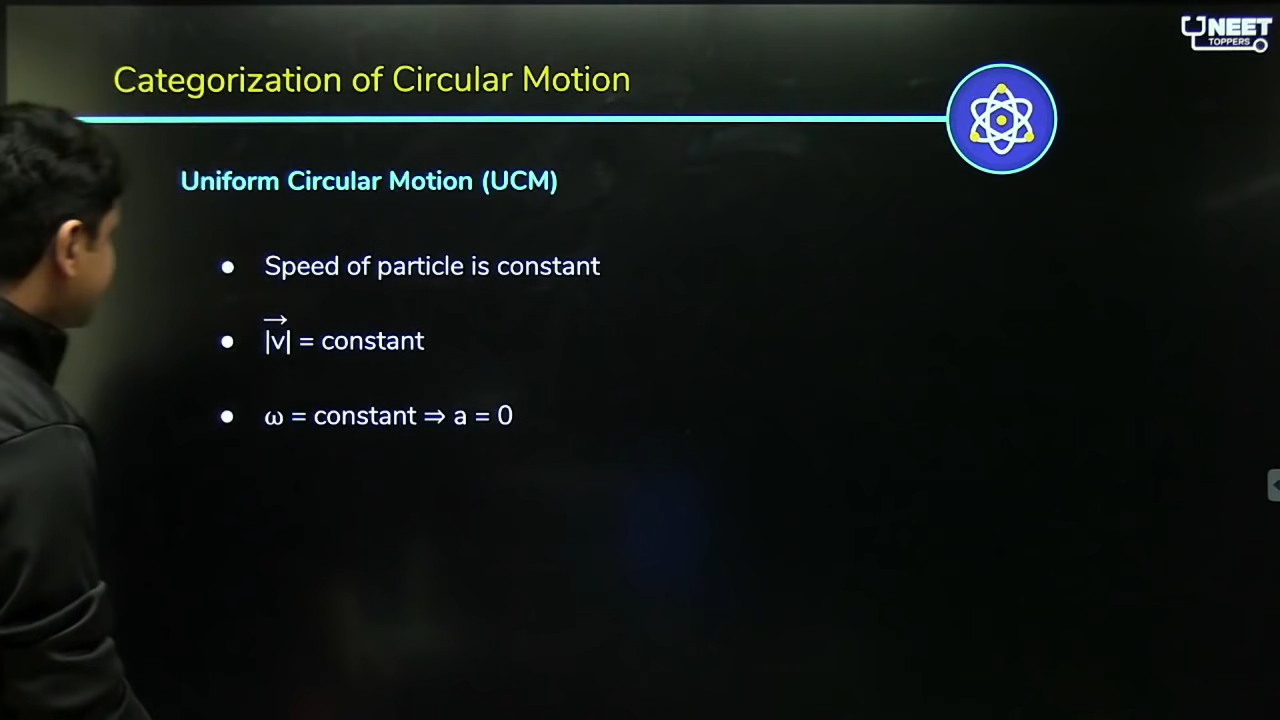 NEET
TOPPERS
Categorization of Circular Motion
Uniform Circular Motion (UCM)
● Speed of particle is constant
● |v⃗| = constant
● ω = constant ⇒ a = 0